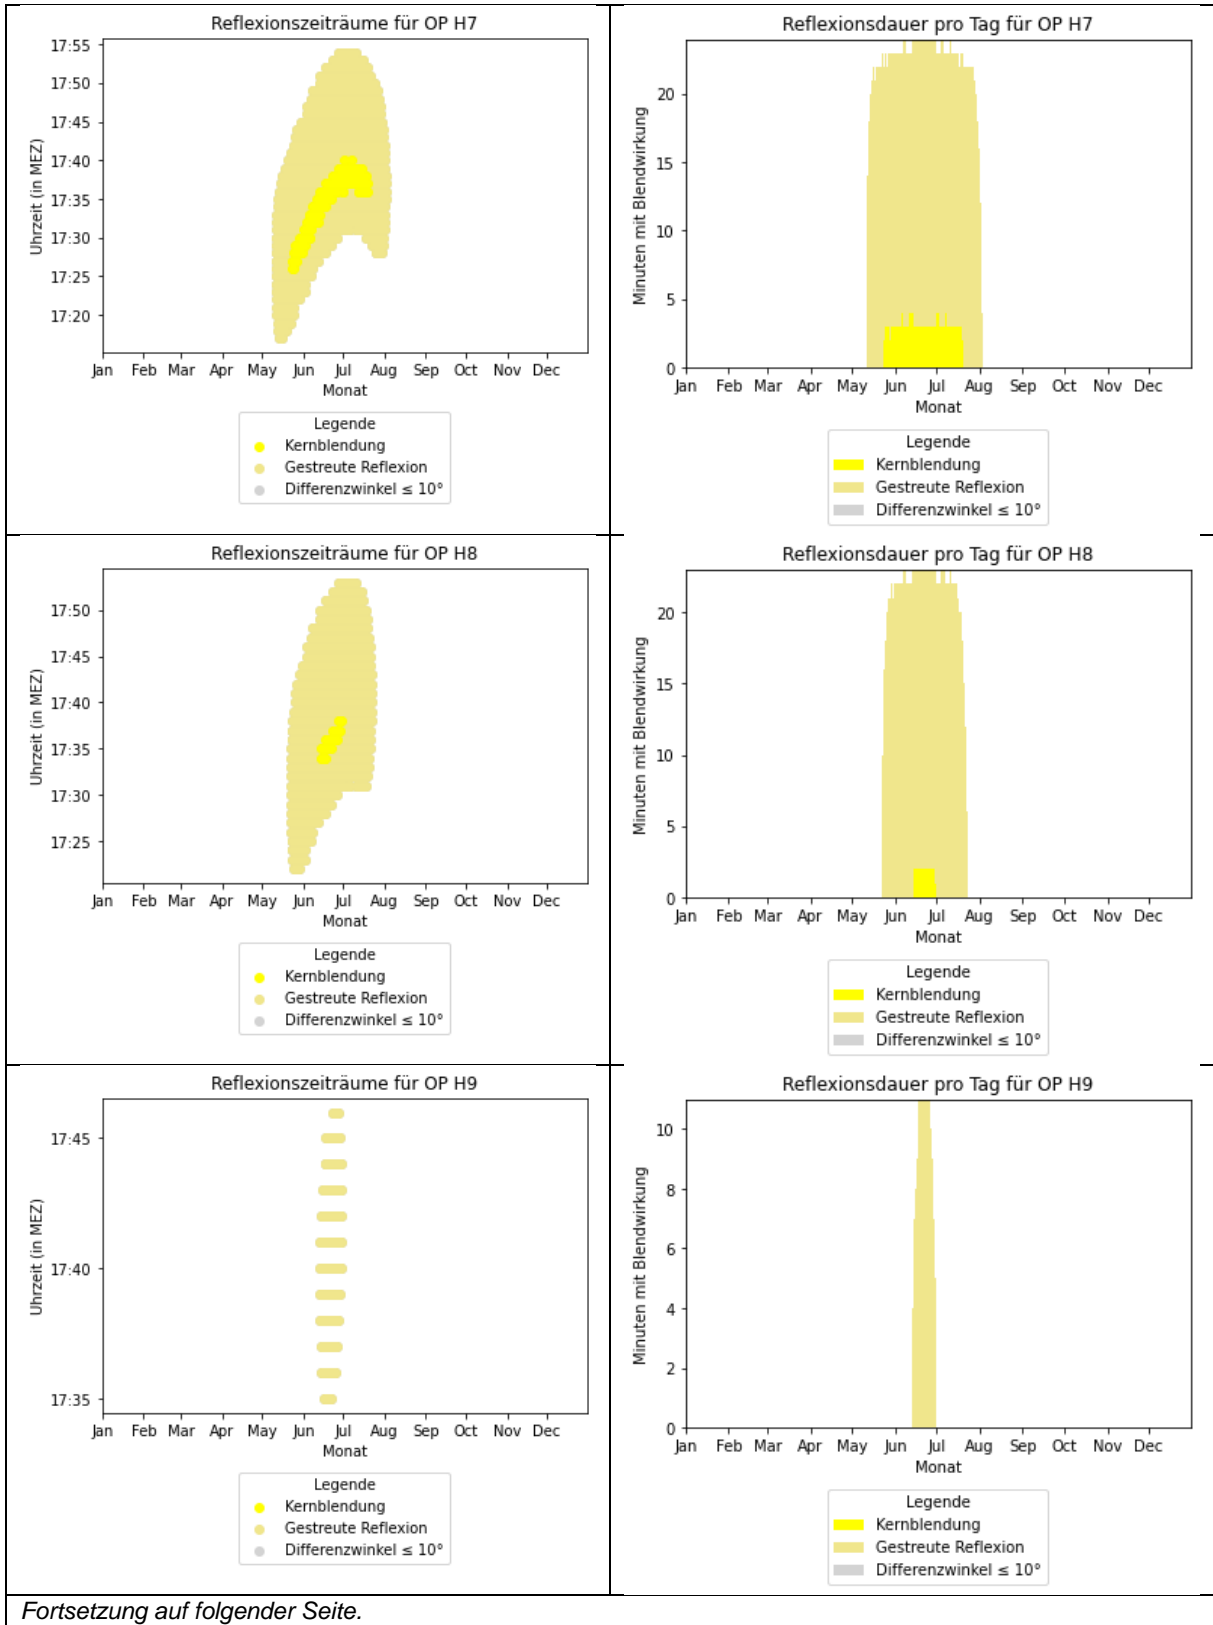 Reflexionszeiträume für OP H7
Uhrzeit (in MEZ)
17:55
17:50
17:45
17:40
17:35
17:30
17:25
17:20
Jan Feb Mar Apr May Jun Jul Aug Sep Oct Nov Dec
Monat
Legende
Kernblendung
Gestreute Reflexion
Differenzwinkel ≤ 10°
Reflexionsdauer pro Tag für OP H7
Minuten mit Blendwirkung
20
15
10
5
0
Jan Feb Mar Apr May Jun Jul Aug Sep Oct Nov Dec
Monat
Legende
Kernblendung
Gestreute Reflexion
Differenzwinkel ≤ 10°
Reflexionszeiträume für OP H8
Uhrzeit (in MEZ)
17:50
17:45
17:40
17:35
17:30
17:25
Jan Feb Mar Apr May Jun Jul Aug Sep Oct Nov Dec
Monat
Legende
Kernblendung
Gestreute Reflexion
Differenzwinkel ≤ 10°
Reflexionsdauer pro Tag für OP H8
Minuten mit Blendwirkung
20
15
10
5
0
Jan Feb Mar Apr May Jun Jul Aug Sep Oct Nov Dec
Monat
Legende
Kernblendung
Gestreute Reflexion
Differenzwinkel ≤ 10°
Reflexionszeiträume für OP H9
Uhrzeit (in MEZ)
17:45
17:40
17:35
Jan Feb Mar Apr May Jun Jul Aug Sep Oct Nov Dec
Monat
Legende
Kernblendung
Gestreute Reflexion
Differenzwinkel ≤ 10°
Reflexionsdauer pro Tag für OP H9
Minuten mit Blendwirkung
10
8
6
4
2
0
Jan Feb Mar Apr May Jun Jul Aug Sep Oct Nov Dec
Monat
Legende
Kernblendung
Gestreute Reflexion
Differenzwinkel ≤ 10°
Fortsetzung auf folgender Seite.